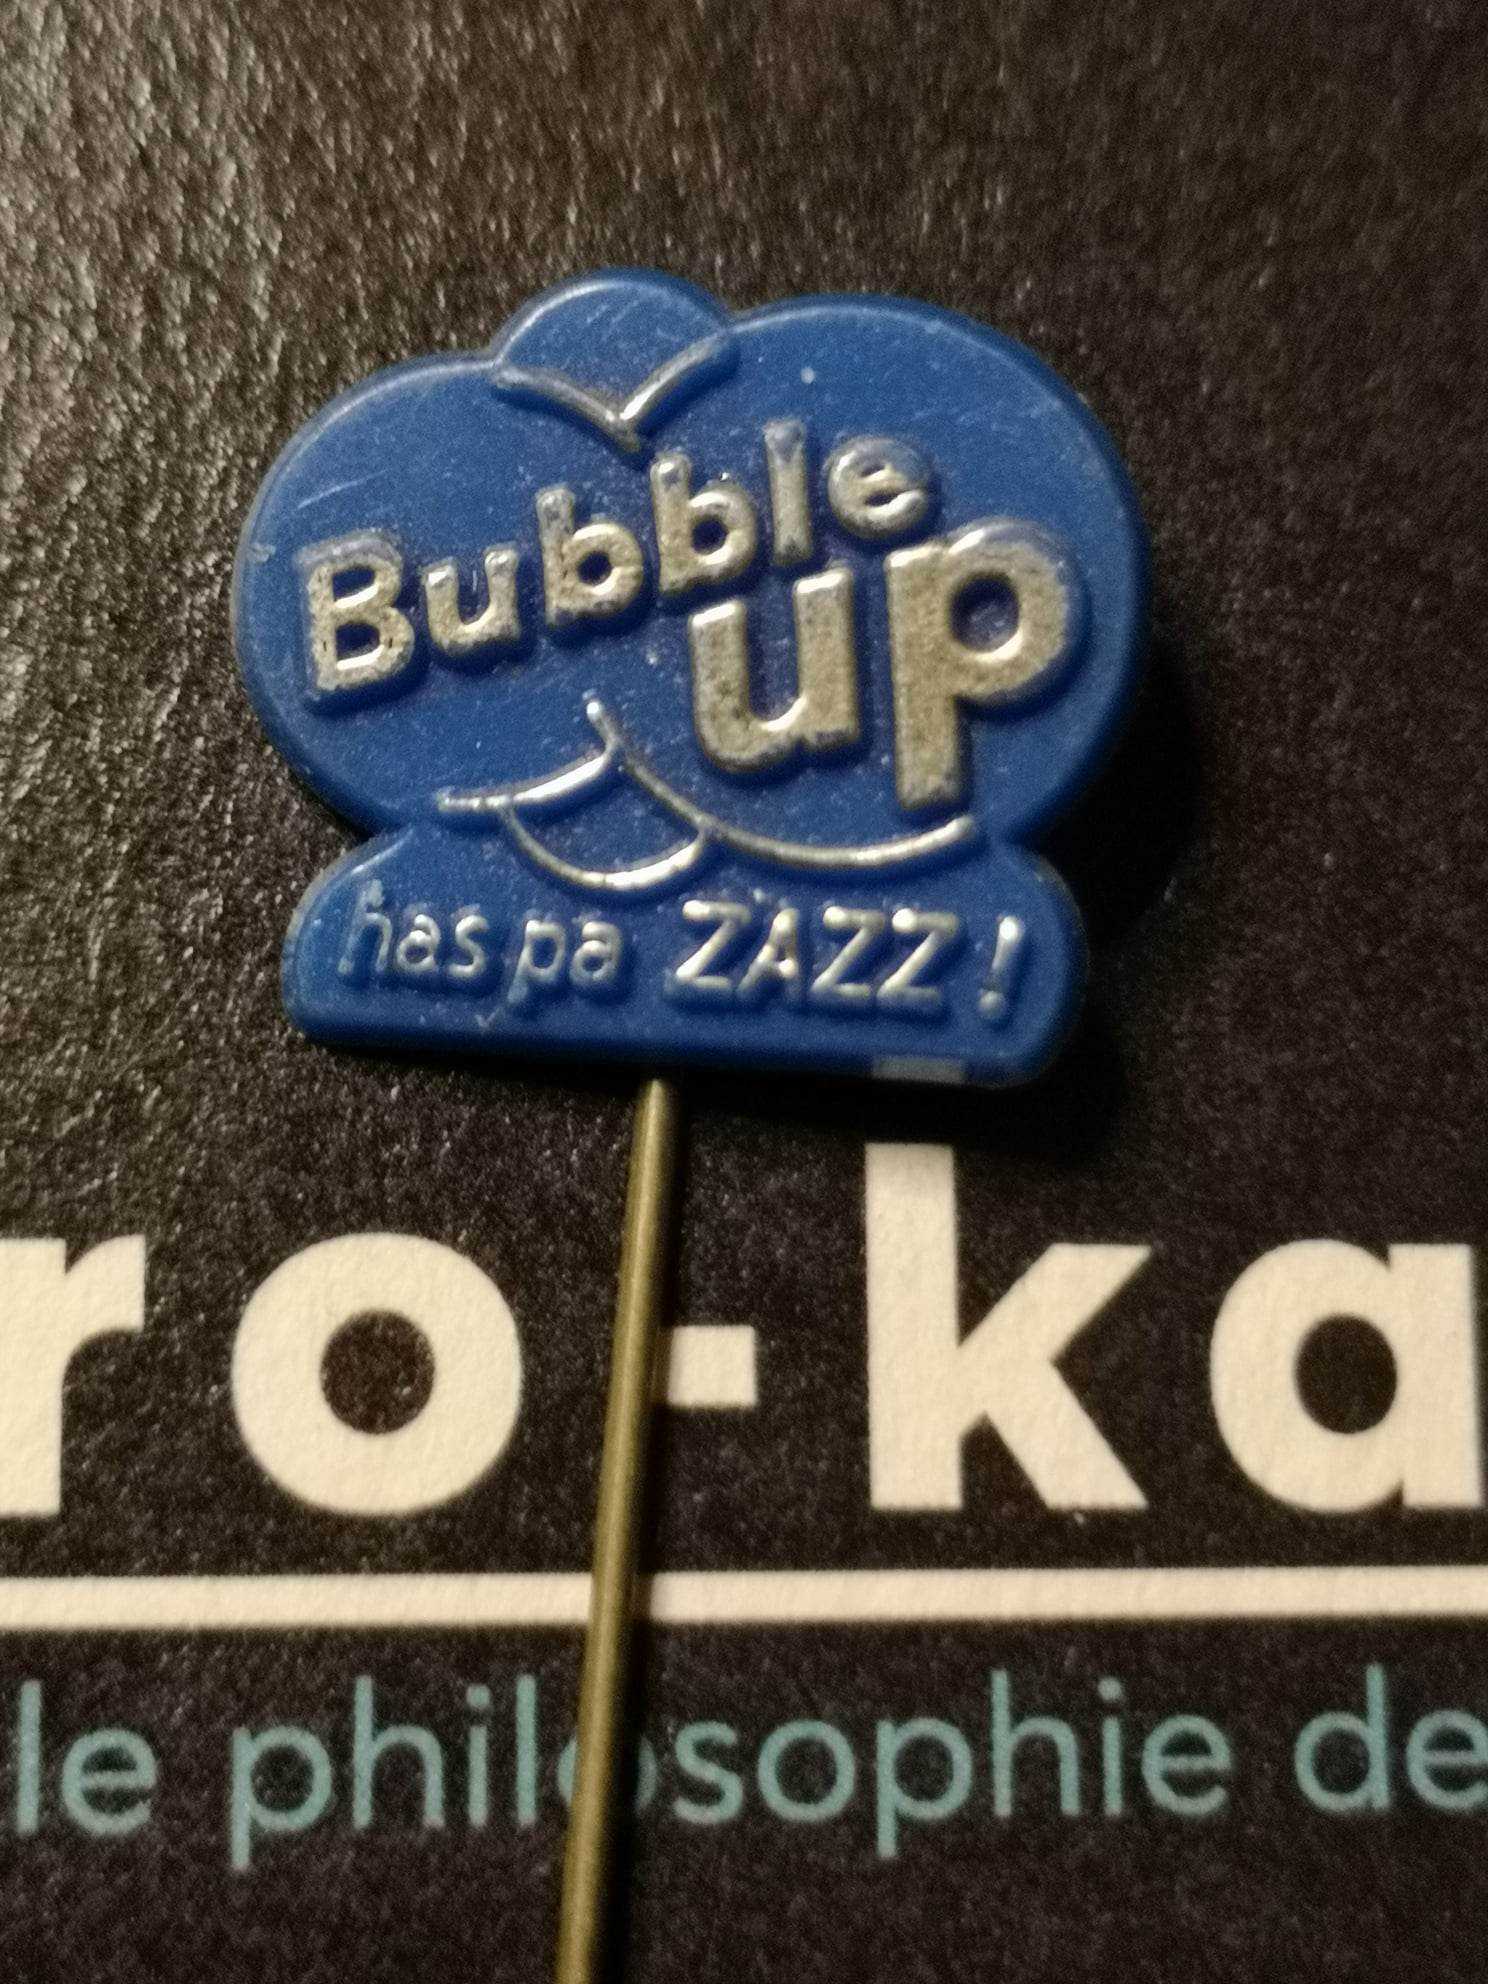 Bubble
up
has pa ZAZZ!
ro-ka
le philosophie de